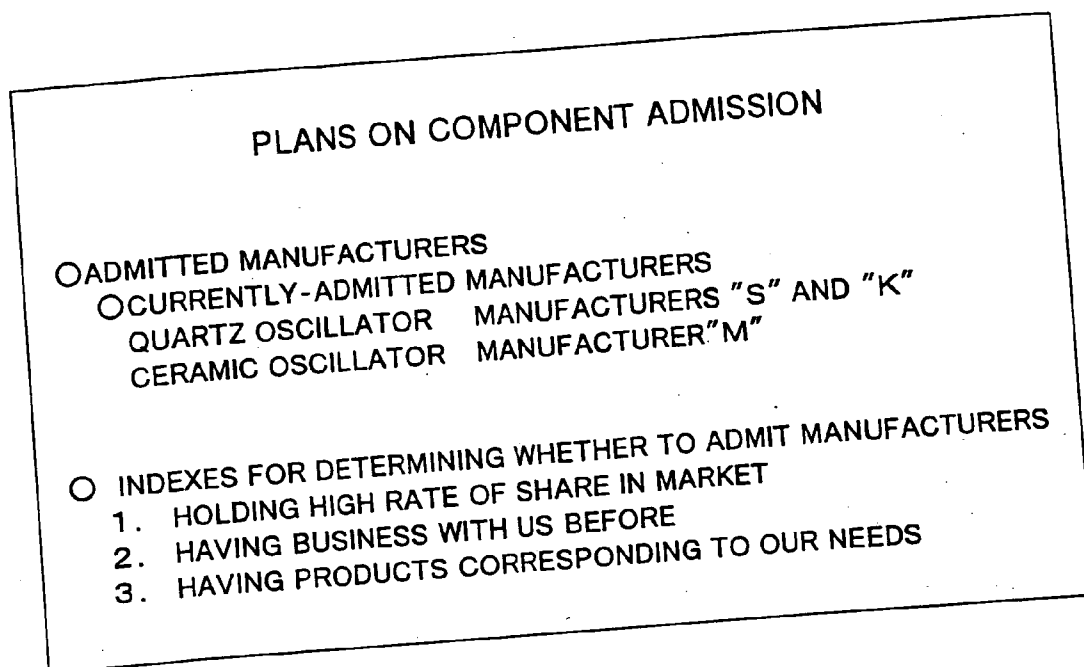 PLANS ON COMPONENT ADMISSION
○ADMITTED MANUFACTURERS
○CURRENTLY-ADMITTED MANUFACTURERS
QUARTZ OSCILLATOR MANUFACTURERS "S" AND "K"
CERAMIC OSCILLATOR MANUFACTURER"M"
○ INDEXES FOR DETERMINING WHETHER TO ADMIT MANUFACTURERS
1. HOLDING HIGH RATE OF SHARE IN MARKET
2. HAVING BUSINESS WITH US BEFORE
3. HAVING PRODUCTS CORRESPONDING TO OUR NEEDS